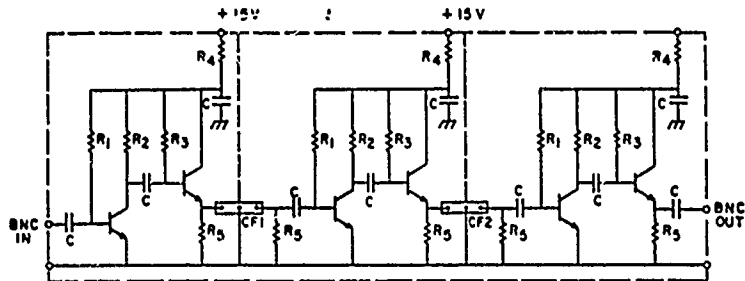 + 15V + 15V
R4 R4 R4
C C C
R1 R2 R3 R1 R2 R3 R1 R2 R3
C C C
BNC IN C CF1 C CF2 C C BNC OUT
R5 R5 R5 R5 R5